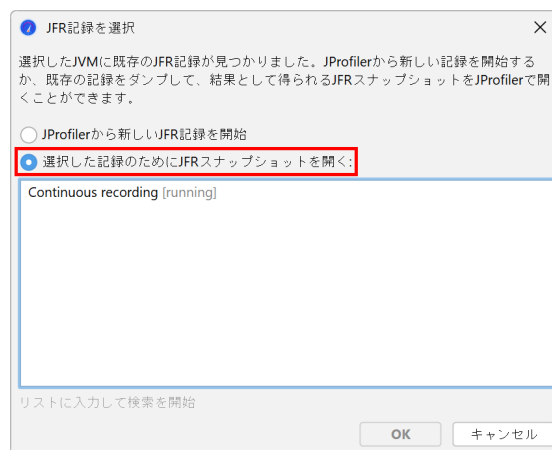 JFR記録を選択
選択したJVMに既存のJFR記録が見つかりました。JProfilerから新しい記録を開始する
か、既存の記録をダンプして、結果として得られるJFRスナップショットをJProfilerで開
くことができます。
JProfilerから新しいJFR記録を開始
選択した記録のためにJFRスナップショットを開く:
Continuous recording [running]
リストに入力して検索を開始
OK キャンセル